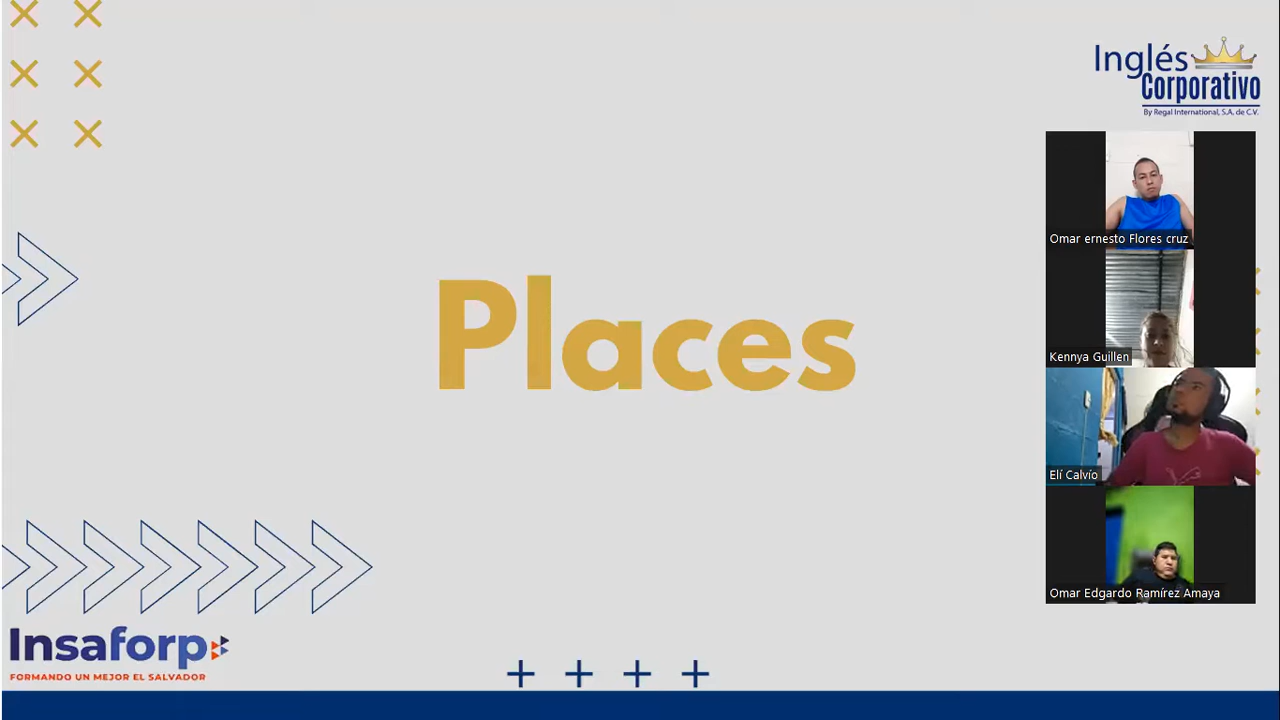 Inglés
Corporativo
By Regal International, S.A. de C.V.
Omar ernesto Flores cruz
Kennya Guillen
Places
Elí Calvío
Omar Edgardo Ramírez Amaya
Insaforp
FORMANDO UN MEJOR EL SALVADOR